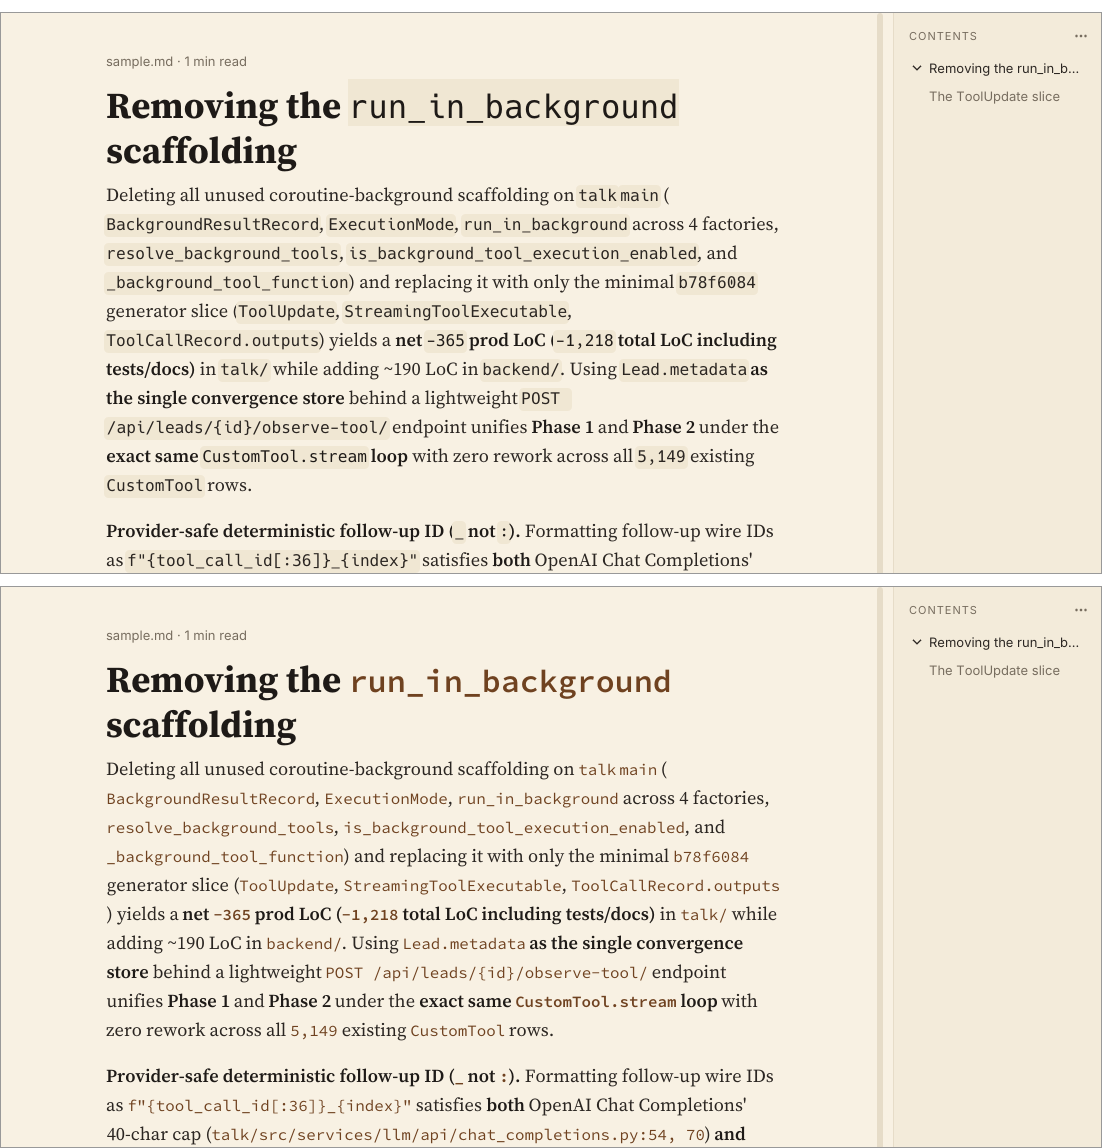 sample.md · 1 min read
Removing the run_in_background
scaffolding
Deleting all unused coroutine-background scaffolding on talk main (
BackgroundResultRecord, ExecutionMode, run_in_background across 4 factories,
resolve_background_tools, is_background_tool_execution_enabled, and
_background_tool_function) and replacing it with only the minimal b78f6084
generator slice (ToolUpdate, StreamingToolExecutable,
ToolCallRecord.outputs) yields a net -365 prod LoC (-1,218 total LoC including
tests/docs) in talk/ while adding ~190 LoC in backend/. Using Lead.metadata as
the single convergence store behind a lightweight POST
/api/leads/{id}/observe-tool/ endpoint unifies Phase 1 and Phase 2 under the
exact same CustomTool.stream loop with zero rework across all 5,149 existing
CustomTool rows.
Provider-safe deterministic follow-up ID (_ not :). Formatting follow-up wire IDs
as f"{tool_call_id[:36]}_{index}" satisfies both OpenAI Chat Completions'
CONTENTS ···
Removing the run_in_b...
The ToolUpdate slice
sample.md · 1 min read
Removing the run_in_background
scaffolding
Deleting all unused coroutine-background scaffolding on talk main (
BackgroundResultRecord, ExecutionMode, run_in_background across 4 factories,
resolve_background_tools, is_background_tool_execution_enabled, and
_background_tool_function) and replacing it with only the minimal b78f6084
generator slice (ToolUpdate, StreamingToolExecutable, ToolCallRecord.outputs
) yields a net -365 prod LoC (-1,218 total LoC including tests/docs) in talk/ while
adding ~190 LoC in backend/. Using Lead.metadata as the single convergence
store behind a lightweight POST /api/leads/{id}/observe-tool/ endpoint
unifies Phase 1 and Phase 2 under the exact same CustomTool.stream loop with
zero rework across all 5,149 existing CustomTool rows.
Provider-safe deterministic follow-up ID (_ not :). Formatting follow-up wire IDs
as f"{tool_call_id[:36]}_{index}" satisfies both OpenAI Chat Completions'
40-char cap (talk/src/services/llm/api/chat_completions.py:54, 70) and
CONTENTS ···
Removing the run_in_b...
The ToolUpdate slice